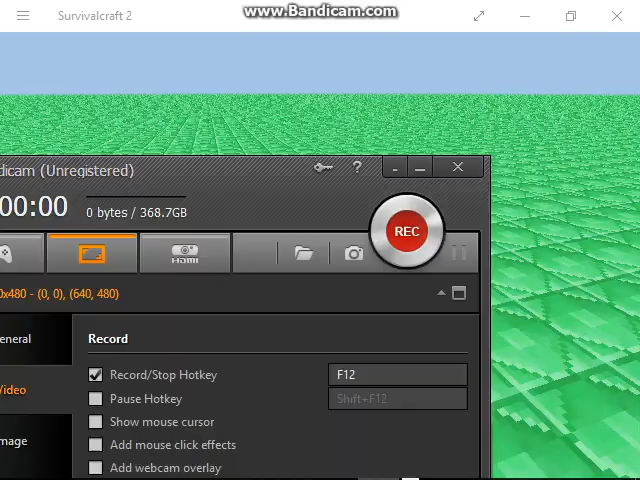 Survivalcraft 2
www.Bandicam.com
dicam (Unregistered)
00:00
0 bytes / 368.7GB
REC
HDMI
0x480 - (0, 0), (640, 480)
eneral
Record
Record/Stop Hotkey
F12
Video
Pause Hotkey
Shift+F12
Show mouse cursor
mage
Add mouse click effects
Add webcam overlay